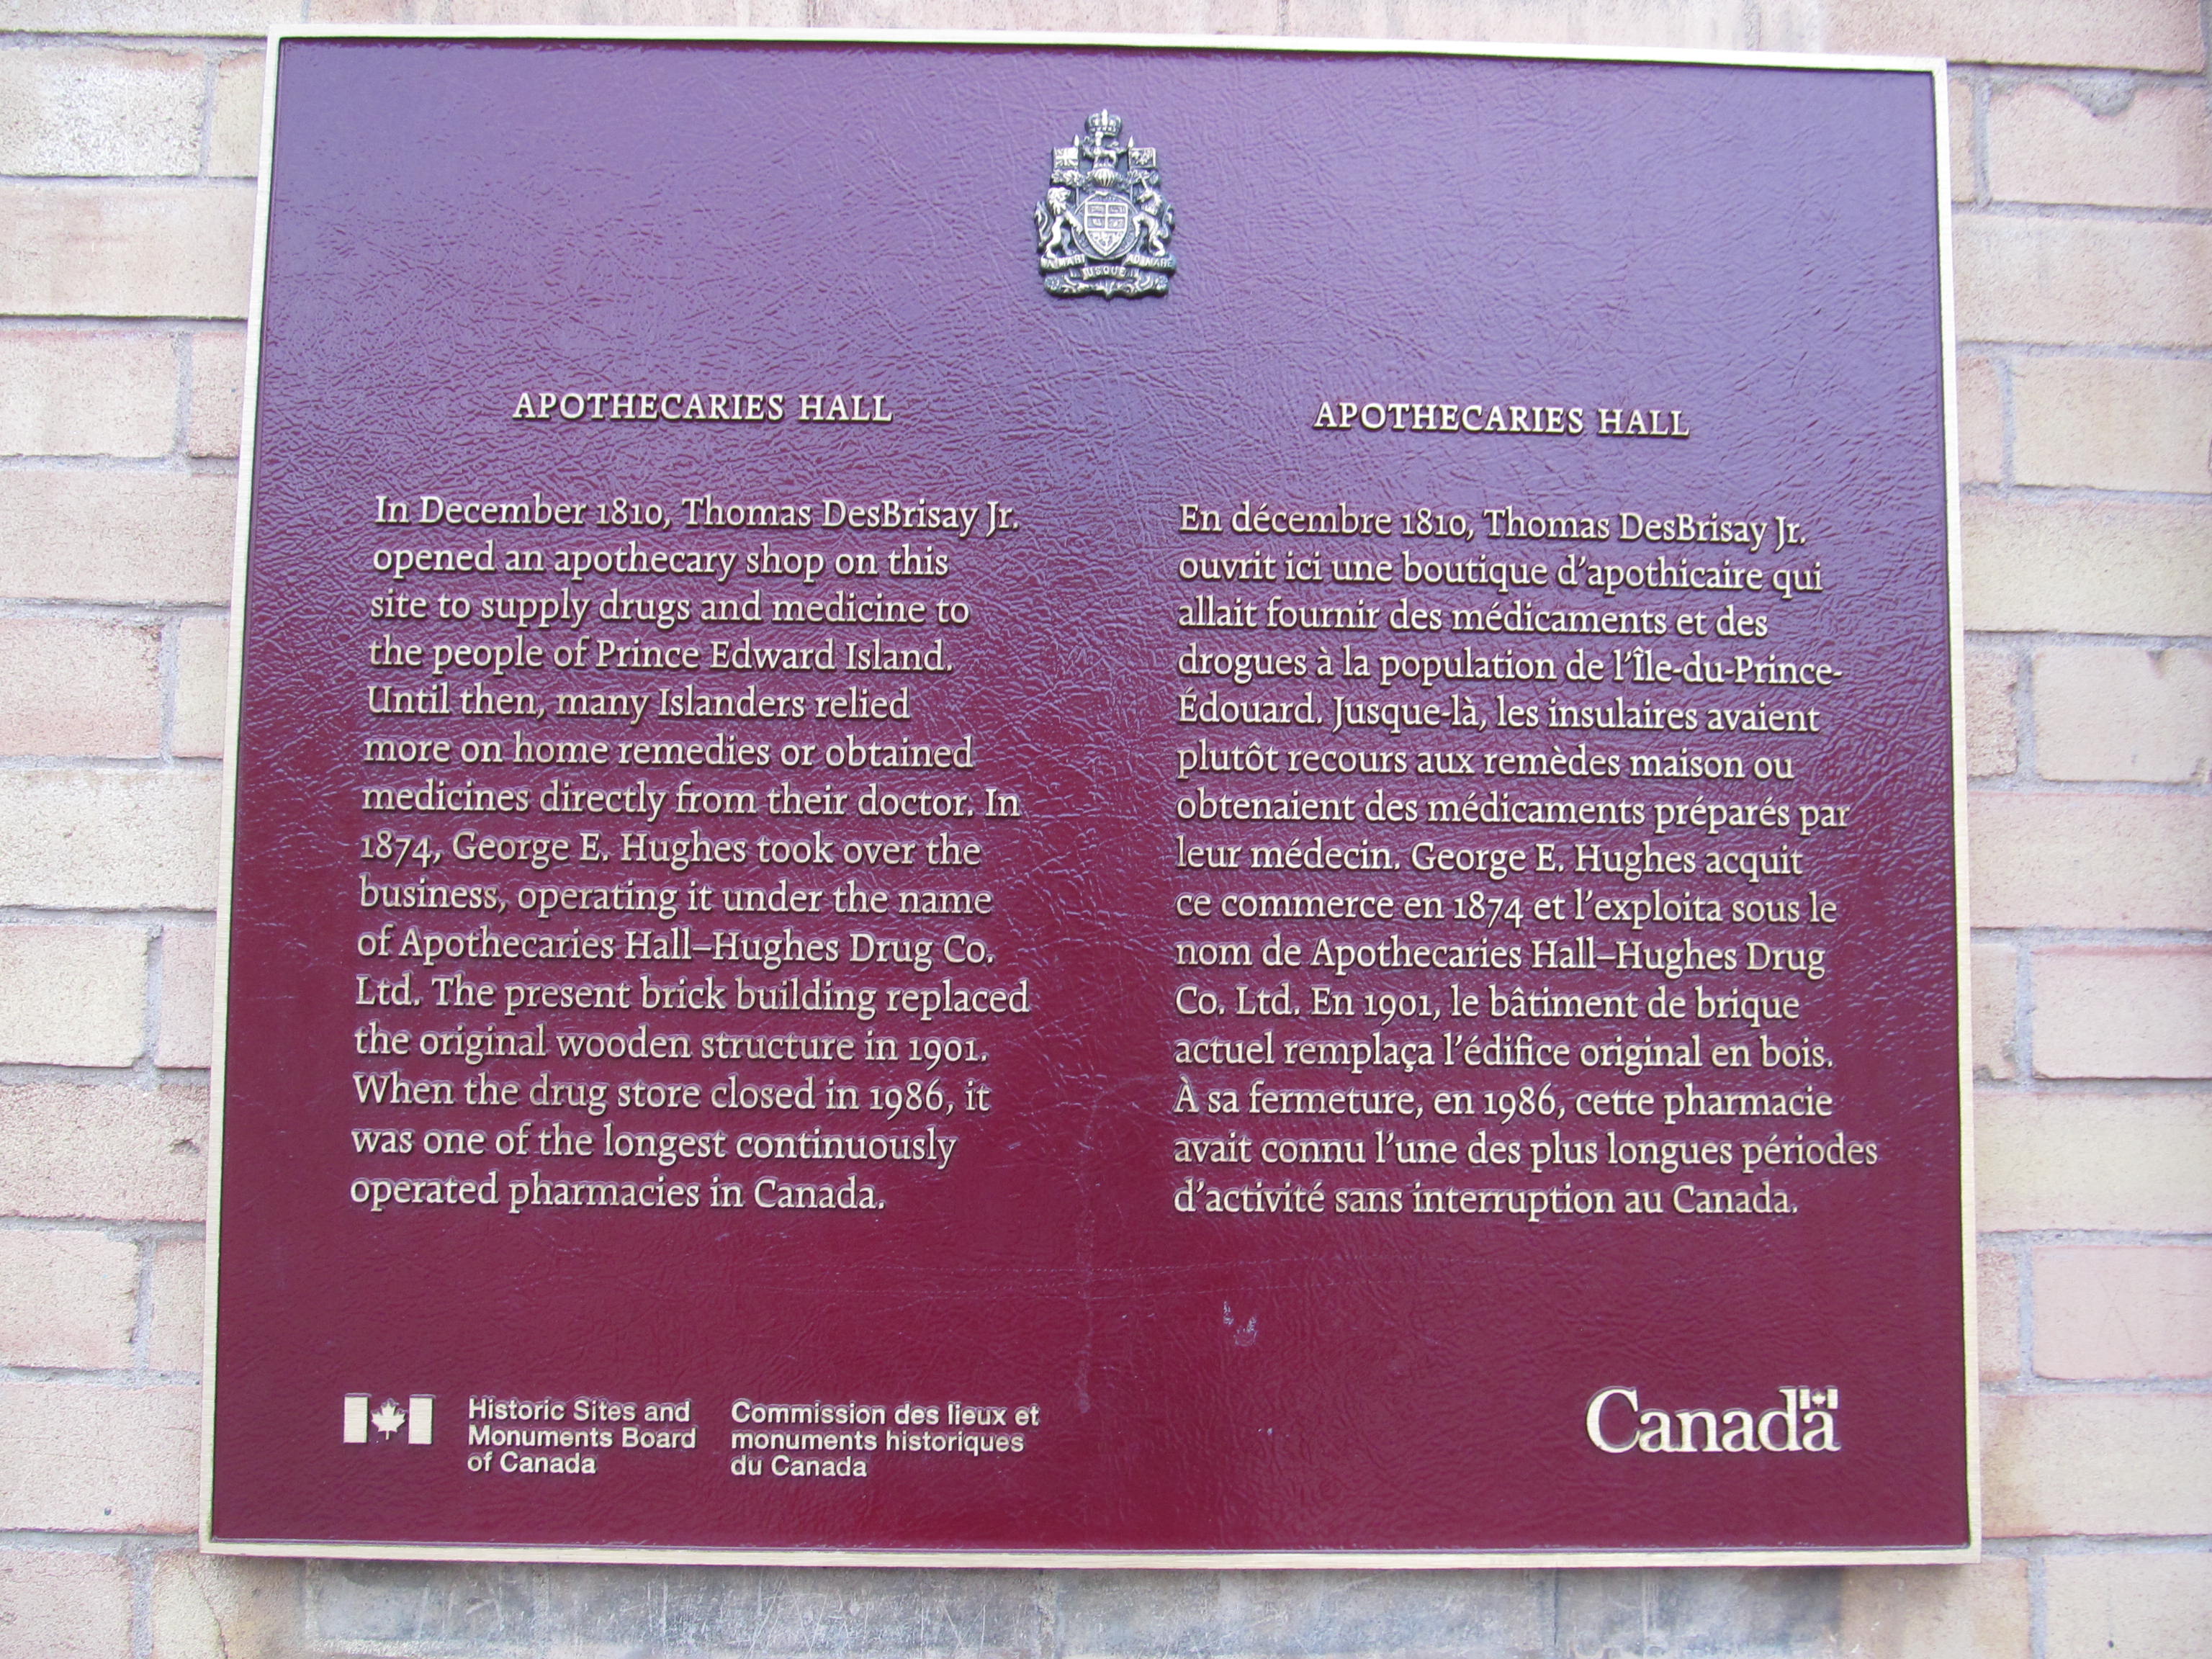 A MARI USQUE AD MARE
APOTHECARIES HALL
In December 1810, Thomas DesBrisay Jr.
opened an apothecary shop on this
site to supply drugs and medicine to
the people of Prince Edward Island.
Until then, many Islanders relied
more on home remedies or obtained
medicines directly from their doctor. In
1874, George E. Hughes took over the
business, operating it under the name
of Apothecaries Hall–Hughes Drug Co.
Ltd. The present brick building replaced
the original wooden structure in 1901.
When the drug store closed in 1986, it
was one of the longest continuously
operated pharmacies in Canada.
APOTHECARIES HALL
En décembre 1810, Thomas DesBrisay Jr.
ouvrit ici une boutique d’apothicaire qui
allait fournir des médicaments et des
drogues à la population de l’Île-du-Prince-
Édouard. Jusque-là, les insulaires avaient
plutôt recours aux remèdes maison ou
obtenaient des médicaments préparés par
leur médecin. George E. Hughes acquit
ce commerce en 1874 et l’exploita sous le
nom de Apothecaries Hall–Hughes Drug
Co. Ltd. En 1901, le bâtiment de brique
actuel remplaça l’édifice original en bois.
À sa fermeture, en 1986, cette pharmacie
avait connu l’une des plus longues périodes
d’activité sans interruption au Canada.
Historic Sites and
Monuments Board
of Canada
Commission des lieux et
monuments historiques
du Canada
Canada